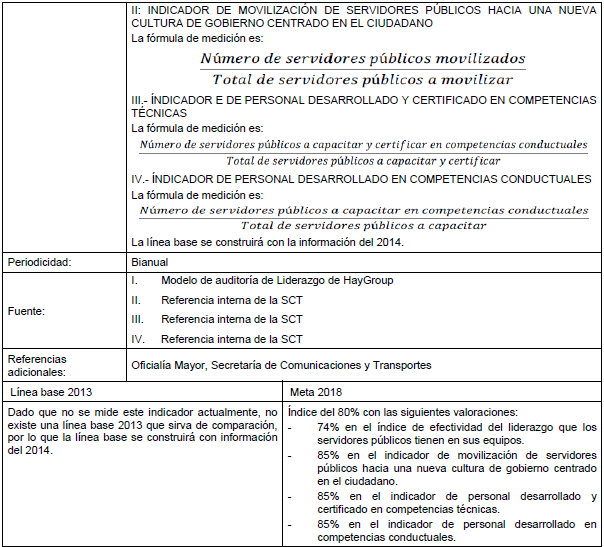 II: INDICADOR DE MOVILIZACIÓN DE SERVIDORES PÚBLICOS HACIA UNA NUEVA
CULTURA DE GOBIERNO CENTRADO EN EL CIUDADANO
La fórmula de medición es:
Número de servidores públicos movilizados
Total de servidores públicos a movilizar
III.- ÍNDICADOR E DE PERSONAL DESARROLLADO Y CERTIFICADO EN COMPETENCIAS
TÉCNICAS
La fórmula de medición es:
Número de servidores públicos a capacitar y certificar en competencias conductuales
Total de servidores públicos a capacitar y certificar
IV.- ÍNDICADOR DE PERSONAL DESARROLLADO EN COMPETENCIAS CONDUCTUALES
La fórmula de medición es:
Número de servidores públicos a capacitar en competencias conductuales
Total de servidores públicos a capacitar
La línea base se construirá con la información del 2014.
Periodicidad: Bianual
Fuente:
I. Modelo de auditoría de Liderazgo de HayGroup
II. Referencia interna de la SCT
III. Referencia interna de la SCT
IV. Referencia interna de la SCT
Referencias
adicionales:
Oficialía Mayor, Secretaría de Comunicaciones y Transportes
Línea base 2013
Dado que no se mide este indicador actualmente, no
existe una línea base 2013 que sirva de comparación,
por lo que la línea base se construirá con información
del 2014.
Meta 2018
Índice del 80% con las siguientes valoraciones:
- 74% en el índice de efectividad del liderazgo que los
servidores públicos tienen en sus equipos.
- 85% en el indicador de movilización de servidores
públicos hacia una nueva cultura de gobierno centrado
en el ciudadano.
- 85% en el indicador de personal desarrollado y
certificado en competencias técnicas.
- 85% en el indicador de personal desarrollado en
competencias conductuales.